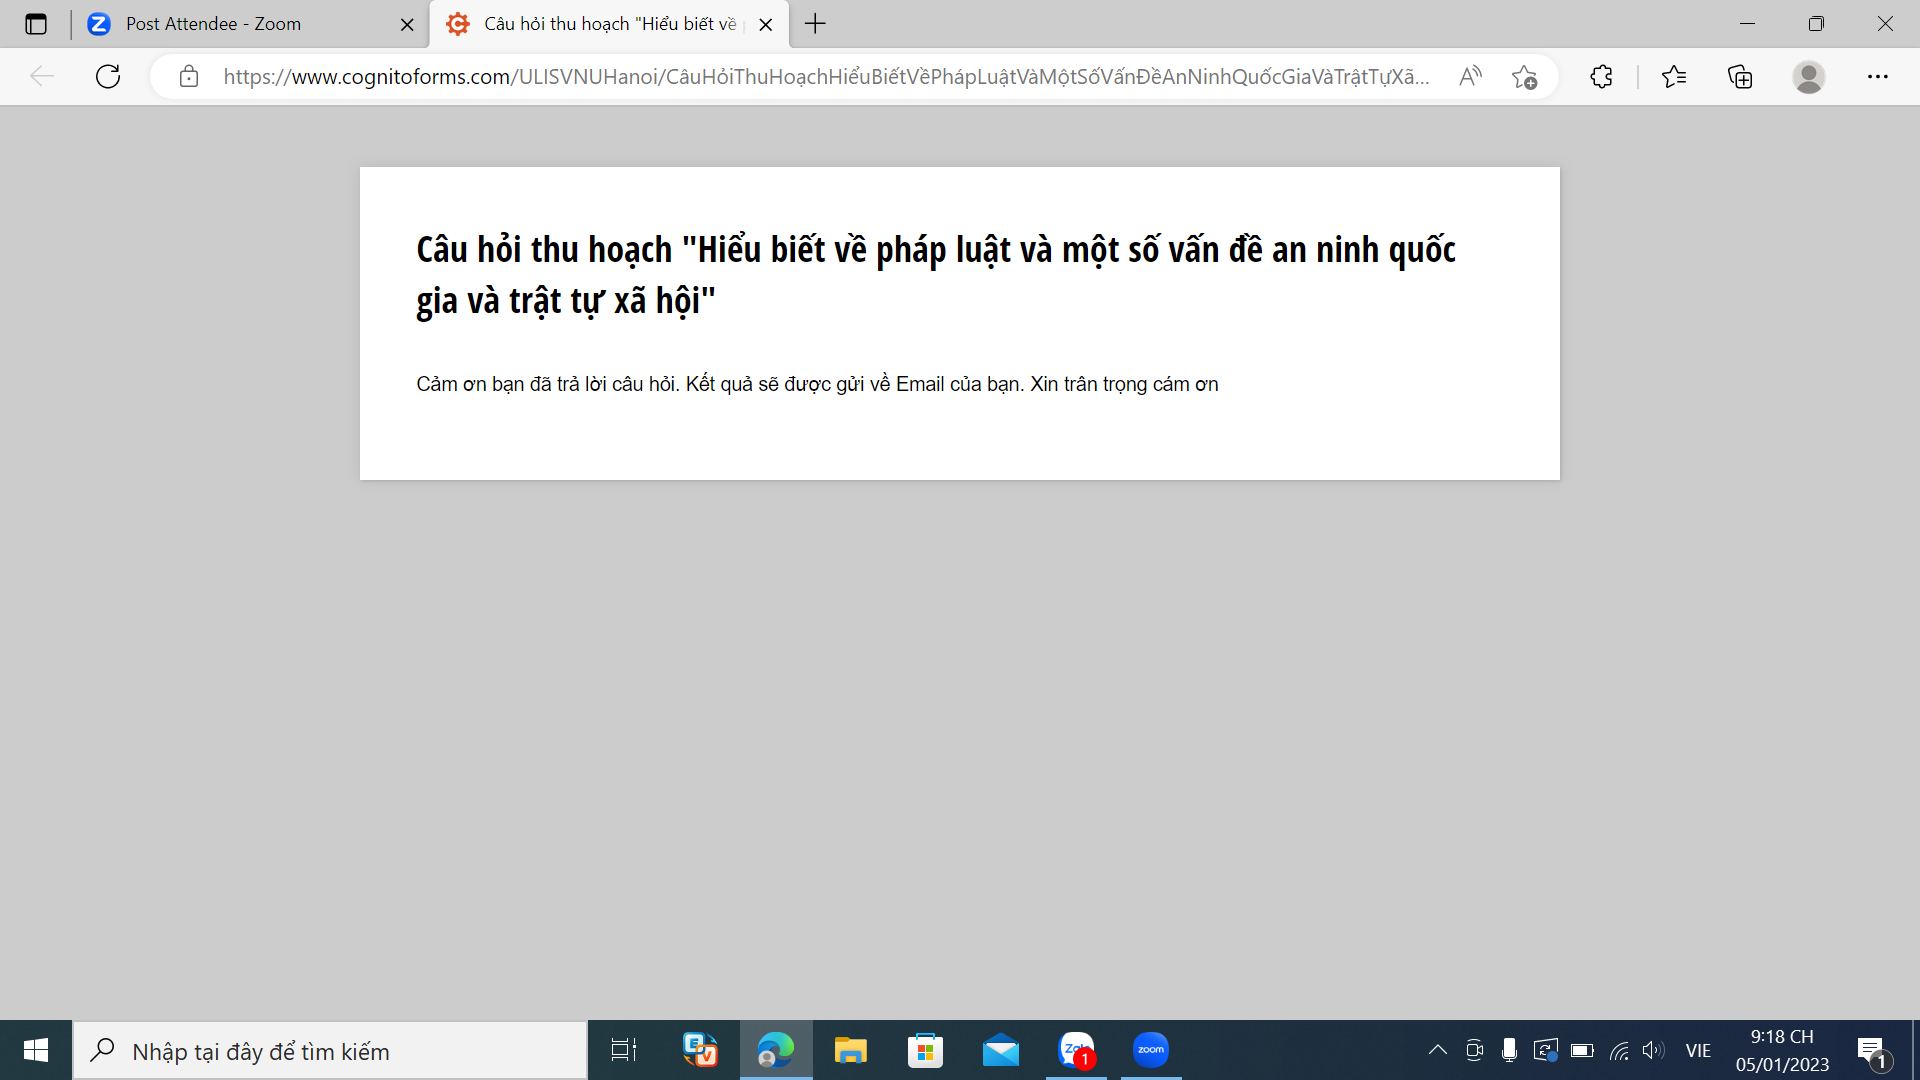 Post Attendee - Zoom
Câu hỏi thu hoạch "Hiểu biết về
https://www.cognitoforms.com/ULISVNUHanoi/CâuHỏiThuHoạchHiểuBiếtVềPhápLuậtVàMộtSốVấnĐềAnNinhQuốcGiaVàTrậtTựXã...
Câu hỏi thu hoạch "Hiểu biết về pháp luật và một số vấn đề an ninh quốc
gia và trật tự xã hội"
Cảm ơn bạn đã trả lời câu hỏi. Kết quả sẽ được gửi về Email của bạn. Xin trân trọng cám ơn
Nhập tại đây để tìm kiếm
1
zoom
VIE
9:18 CH
05/01/2023
1